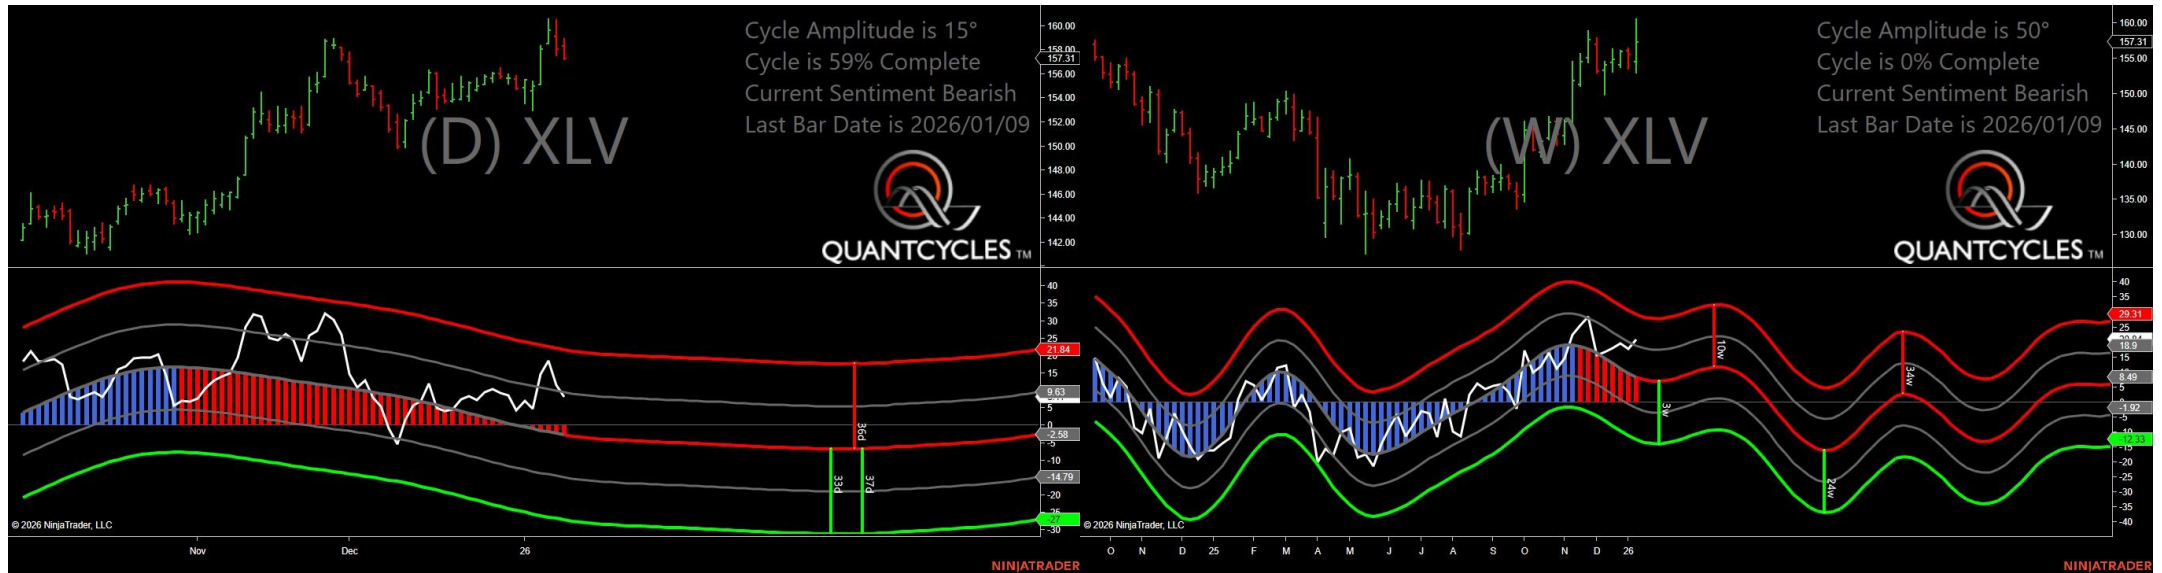 Cycle Amplitude is 15°
Cycle is 59% Complete
Current Sentiment Bearish
Last Bar Date is 2026/01/09
(D) XLV
QUANTCYCLES TM
160.00
158.00
157.31
156.00
154.00
152.00
150.00
148.00
146.00
144.00
142.00
40
35
30
25
21.84
15
9.63
5
0
-2.58
-5
-10
-14.79
-20
-25
-27
-30
36d
33d
37d
© 2026 NinjaTrader, LLC
Nov
Dec
26
NINJATRADER
Cycle Amplitude is 50°
Cycle is 0% Complete
Current Sentiment Bearish
Last Bar Date is 2026/01/09
(W) XLV
QUANTCYCLES TM
160.00
157.31
155.00
150.00
145.00
140.00
135.00
130.00
40
35
29.31
25
18.9
15
8.49
5
-1.92
-5
-10
-12.33
-15
-20
-25
-30
-35
-40
10w
34w
3w
24w
© 2026 NinjaTrader, LLC
O N D 25 F M A M J J A S O N D 26
NINJATRADER